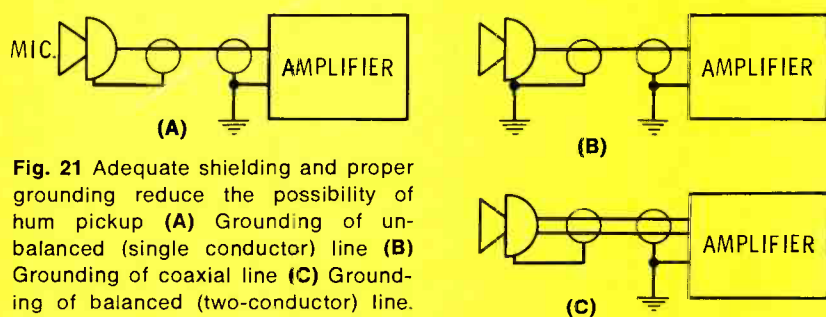 MIC.
AMPLIFIER
(A)
AMPLIFIER
(B)
Fig. 21 Adequate shielding and proper
grounding reduce the possibility of
hum pickup (A) Grounding of un-
balanced (single conductor) line (B)
Grounding of coaxial line (C) Ground-
ing of balanced (two-conductor) line.
AMPLIFIER
(C)